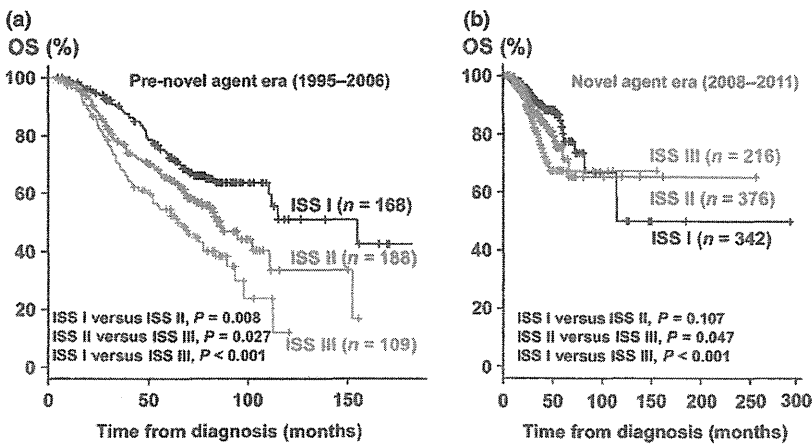 (a)
OS (%)
Pre-novel agent era (1995–2006)
100
80
60
40
20
0
ISS I (n = 168)
ISS II (n = 188)
ISS III (n = 109)
ISS I versus ISS II, P = 0.008
ISS II versus ISS III, P = 0.027
ISS I versus ISS III, P < 0.001
0
50
100
150
Time from diagnosis (months)
(b)
OS (%)
Novel agent era (2008–2011)
100
80
60
40
20
0
ISS III (n = 216)
ISS II (n = 376)
ISS I (n = 342)
ISS I versus ISS II, P = 0.107
ISS II versus ISS III, P = 0.047
ISS I versus ISS III, P < 0.001
0
50
100
150
200
250
300
Time from diagnosis (months)